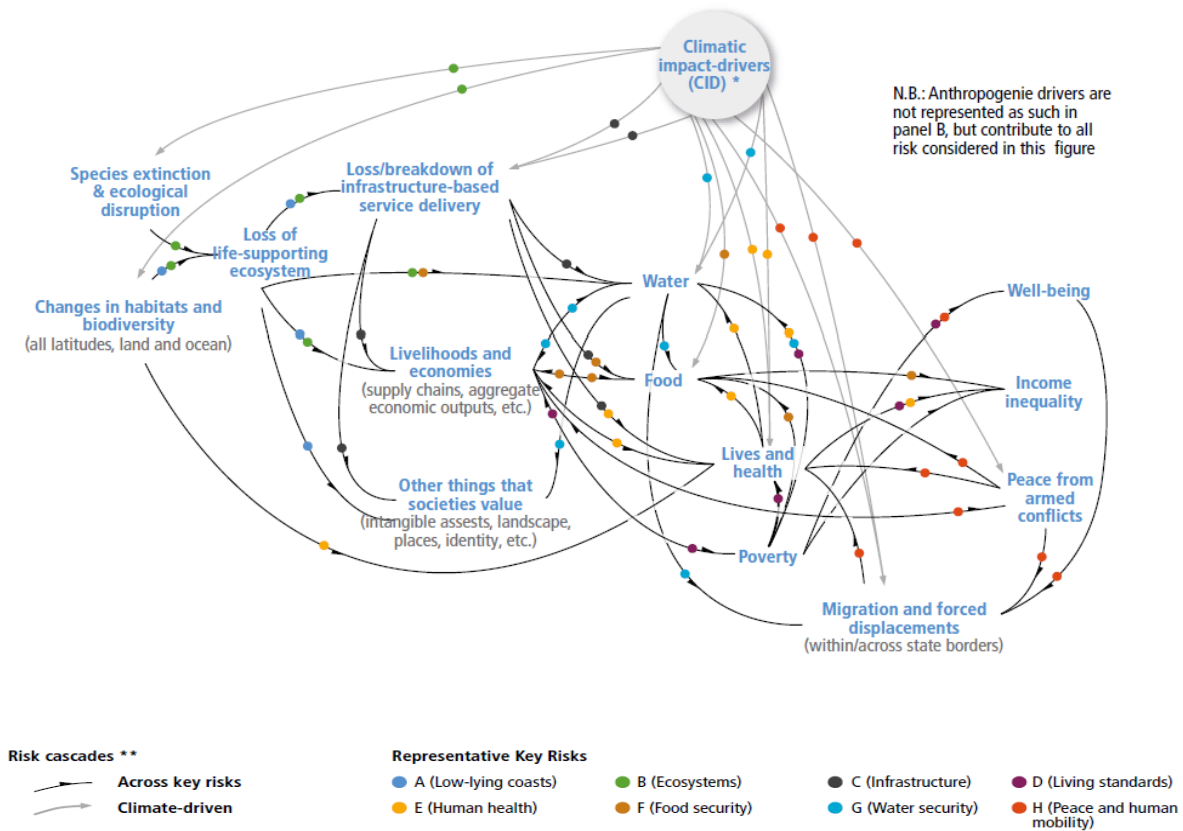 Climatic
impact-drivers
(CID) *
N.B.: Anthropogenie drivers are
not represented as such in
panel B, but contribute to all
risk considered in this figure
Species extinction
& ecological
disruption
Loss/breakdown of
infrastructure-based
service delivery
Loss of
life-supporting
ecosystem
Changes in habitats and
biodiversity
(all latitudes, land and ocean)
Water
Well-being
Livelihoods and
economies
(supply chains, aggregate
economic outputs, etc.)
Food
Income
inequality
Lives and
health
Other things that
societies value
(intangible assests, landscape,
places, identity, etc.)
Peace from
armed
conflicts
Poverty
Migration and forced
displacements
(within/across state borders)
Risk cascades **
Across key risks
Climate-driven
Representative Key Risks
A (Low-lying coasts)
B (Ecosystems)
C (Infrastructure)
D (Living standards)
E (Human health)
F (Food security)
G (Water security)
H (Peace and human
mobility)